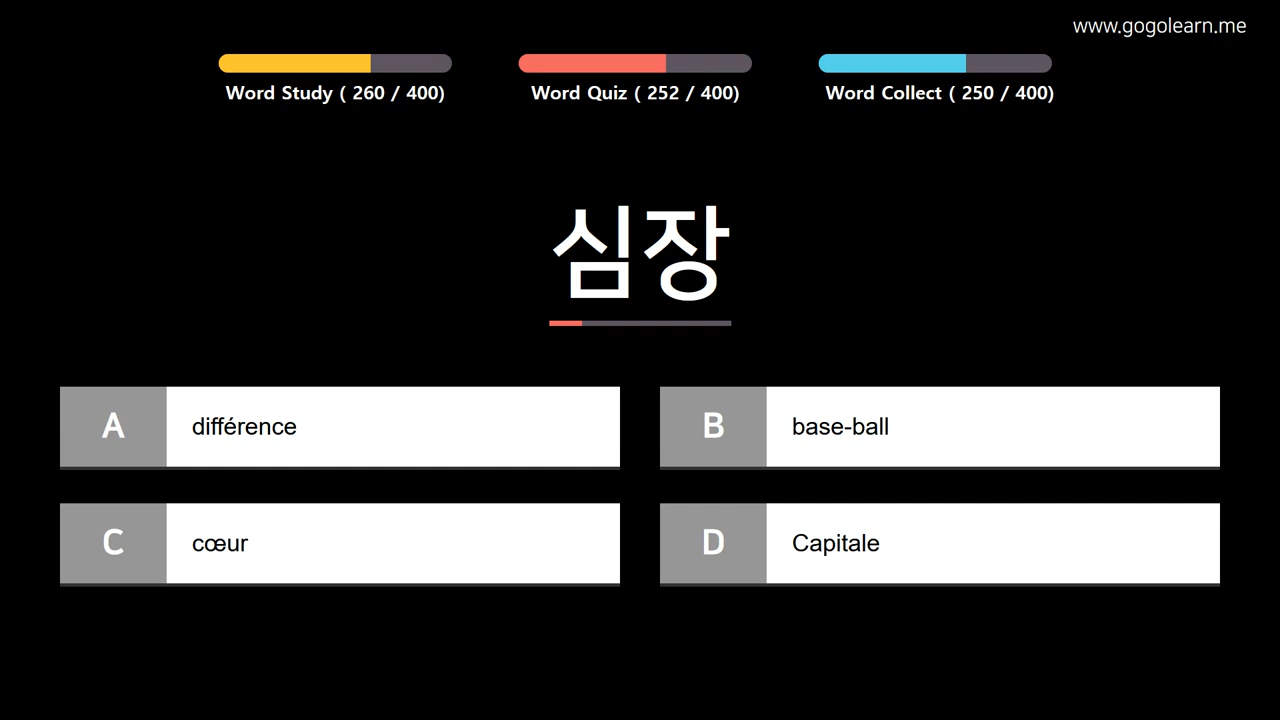 www.gogolearn.me
Word Study ( 260 / 400)
Word Quiz ( 252 / 400)
Word Collect ( 250 / 400)
심장
A
différence
B
base-ball
C
cœur
D
Capitale